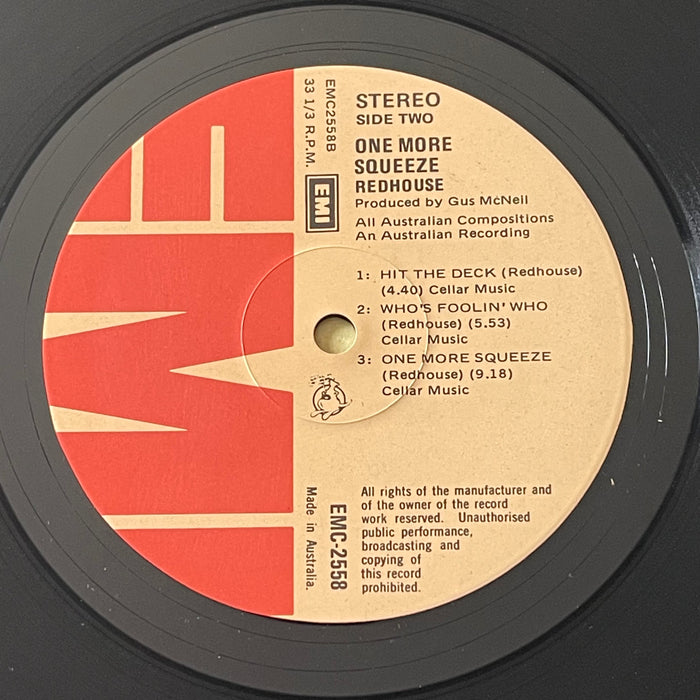 EMC2558B
33 1/3 R.P.M.
EMI
STEREO
SIDE TWO
ONE MORE
SQUEEZE
REDHOUSE
Produced by Gus McNeil
All Australian Compositions
An Australian Recording
1: HIT THE DECK (Redhouse)
(4.40) Cellar Music
2: WHO'S FOOLIN' WHO
(Redhouse) (5.53)
Cellar Music
3: ONE MORE SQUEEZE
(Redhouse) (9.18)
Cellar Music
EMC-2558
Made in Australia.
All rights of the manufacturer and
of the owner of the record
work reserved. Unauthorised
public performance,
broadcasting and
copying of
this record
prohibited.
EMI